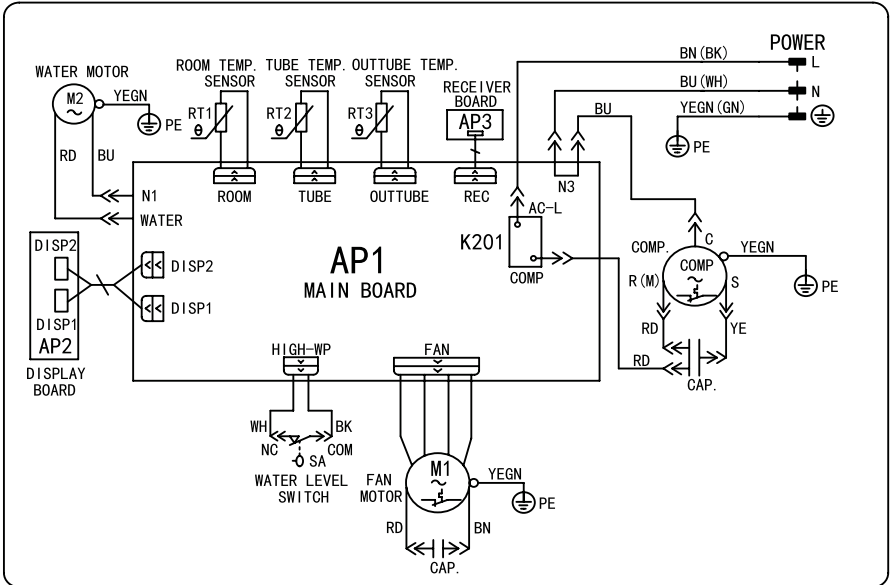 POWER
BN(BK)
L
BU(WH)
N
YEGN(GN)
BU
PE
WATER MOTOR
M2
YEGN
PE
RD
BU
ROOM TEMP. SENSOR
TUBE TEMP. SENSOR
OUTTUBE TEMP. SENSOR
RT1
θ
RT2
θ
RT3
θ
RECEIVER BOARD
AP3
ROOM
TUBE
OUTTUBE
REC
N3
N1
WATER
AC-L
K201
COMP
AP1
MAIN BOARD
DISP2
DISP1
AP2
DISPLAY BOARD
DISP2
DISP1
COMP.
C
COMP
YEGN
PE
R(M)
S
RD
YE
RD
CAP.
HIGH-WP
FAN
WH
BK
NC
COM
SA
WATER LEVEL SWITCH
FAN MOTOR
M1
YEGN
PE
RD
BN
CAP.